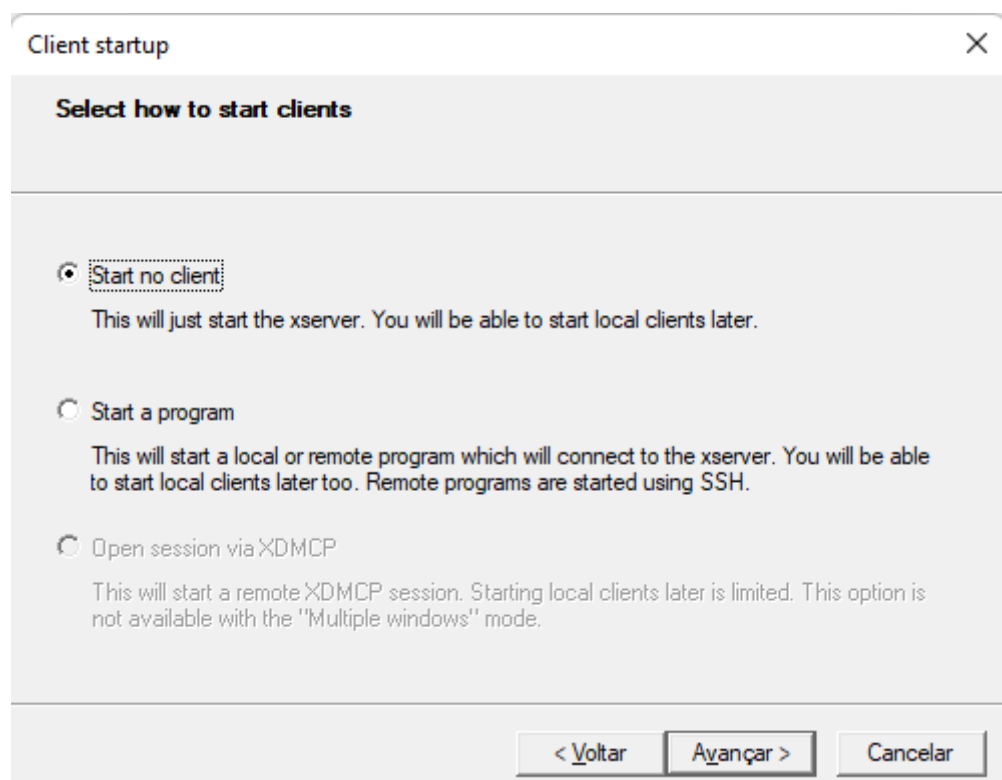 Client startup
Select how to start clients
Start no client
This will just start the xserver. You will be able to start local clients later.
Start a program
This will start a local or remote program which will connect to the xserver. You will be able
to start local clients later too. Remote programs are started using SSH.
Open session via XDMCP
This will start a remote XDMCP session. Starting local clients later is limited. This option is
not available with the "Multiple windows" mode.
< Voltar Avançar > Cancelar